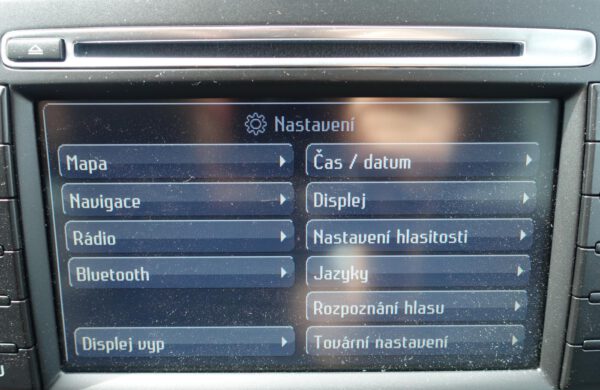 Nastavení
Mapa
Čas / datum
Navigace
Displej
Rádio
Nastavení hlasitosti
Bluetooth
Jazyky
Rozpoznání hlasu
Displej vyp
Tovární nastavení